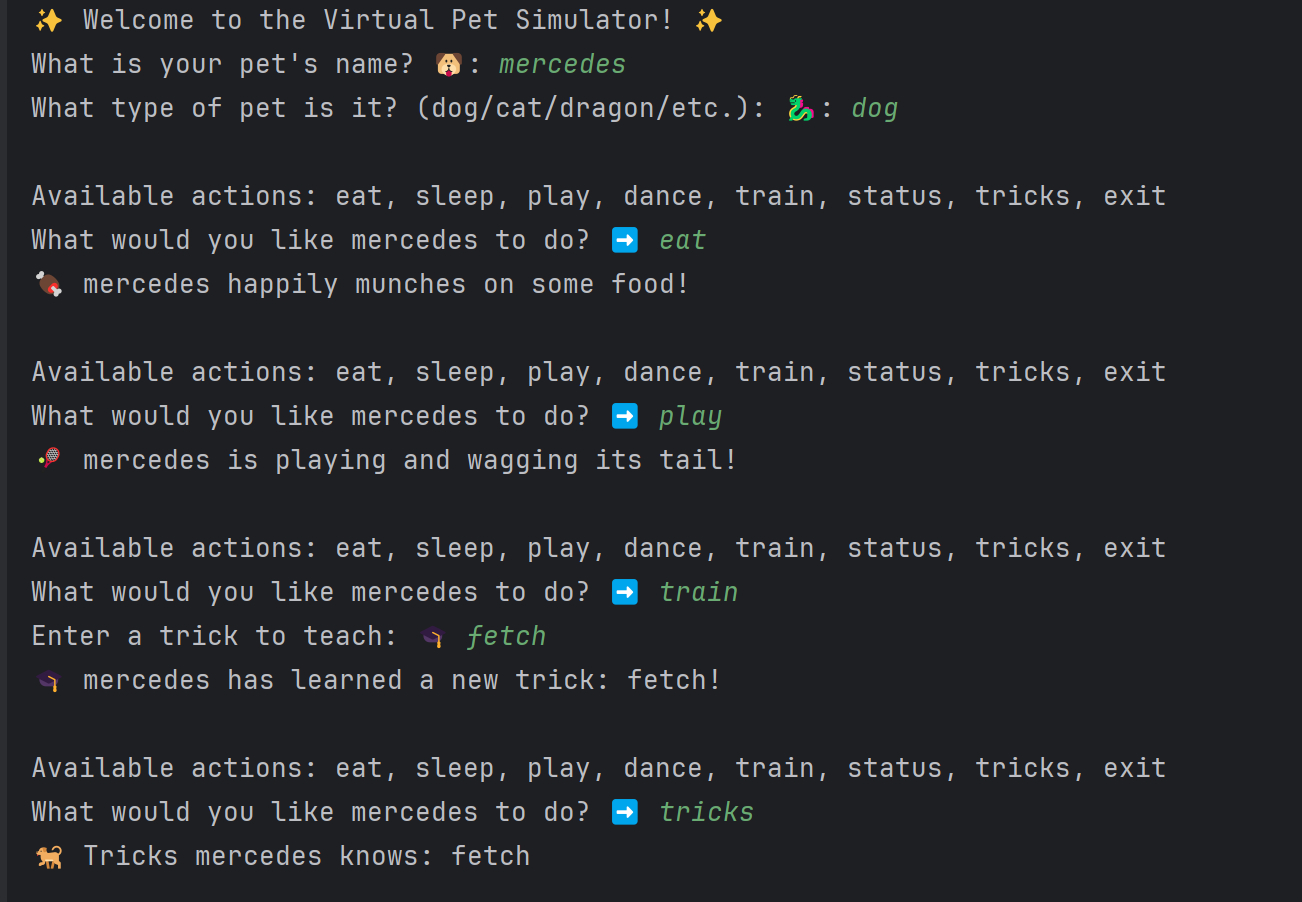 ✨ Welcome to the Virtual Pet Simulator! ✨
What is your pet's name? 🐶: mercedes
What type of pet is it? (dog/cat/dragon/etc.): 🐉: dog
Available actions: eat, sleep, play, dance, train, status, tricks, exit
What would you like mercedes to do? ➡️ eat
🍖 mercedes happily munches on some food!
Available actions: eat, sleep, play, dance, train, status, tricks, exit
What would you like mercedes to do? ➡️ play
🎾 mercedes is playing and wagging its tail!
Available actions: eat, sleep, play, dance, train, status, tricks, exit
What would you like mercedes to do? ➡️ train
Enter a trick to teach: 🎓 fetch
🎓 mercedes has learned a new trick: fetch!
Available actions: eat, sleep, play, dance, train, status, tricks, exit
What would you like mercedes to do? ➡️ tricks
🐕 Tricks mercedes knows: fetch